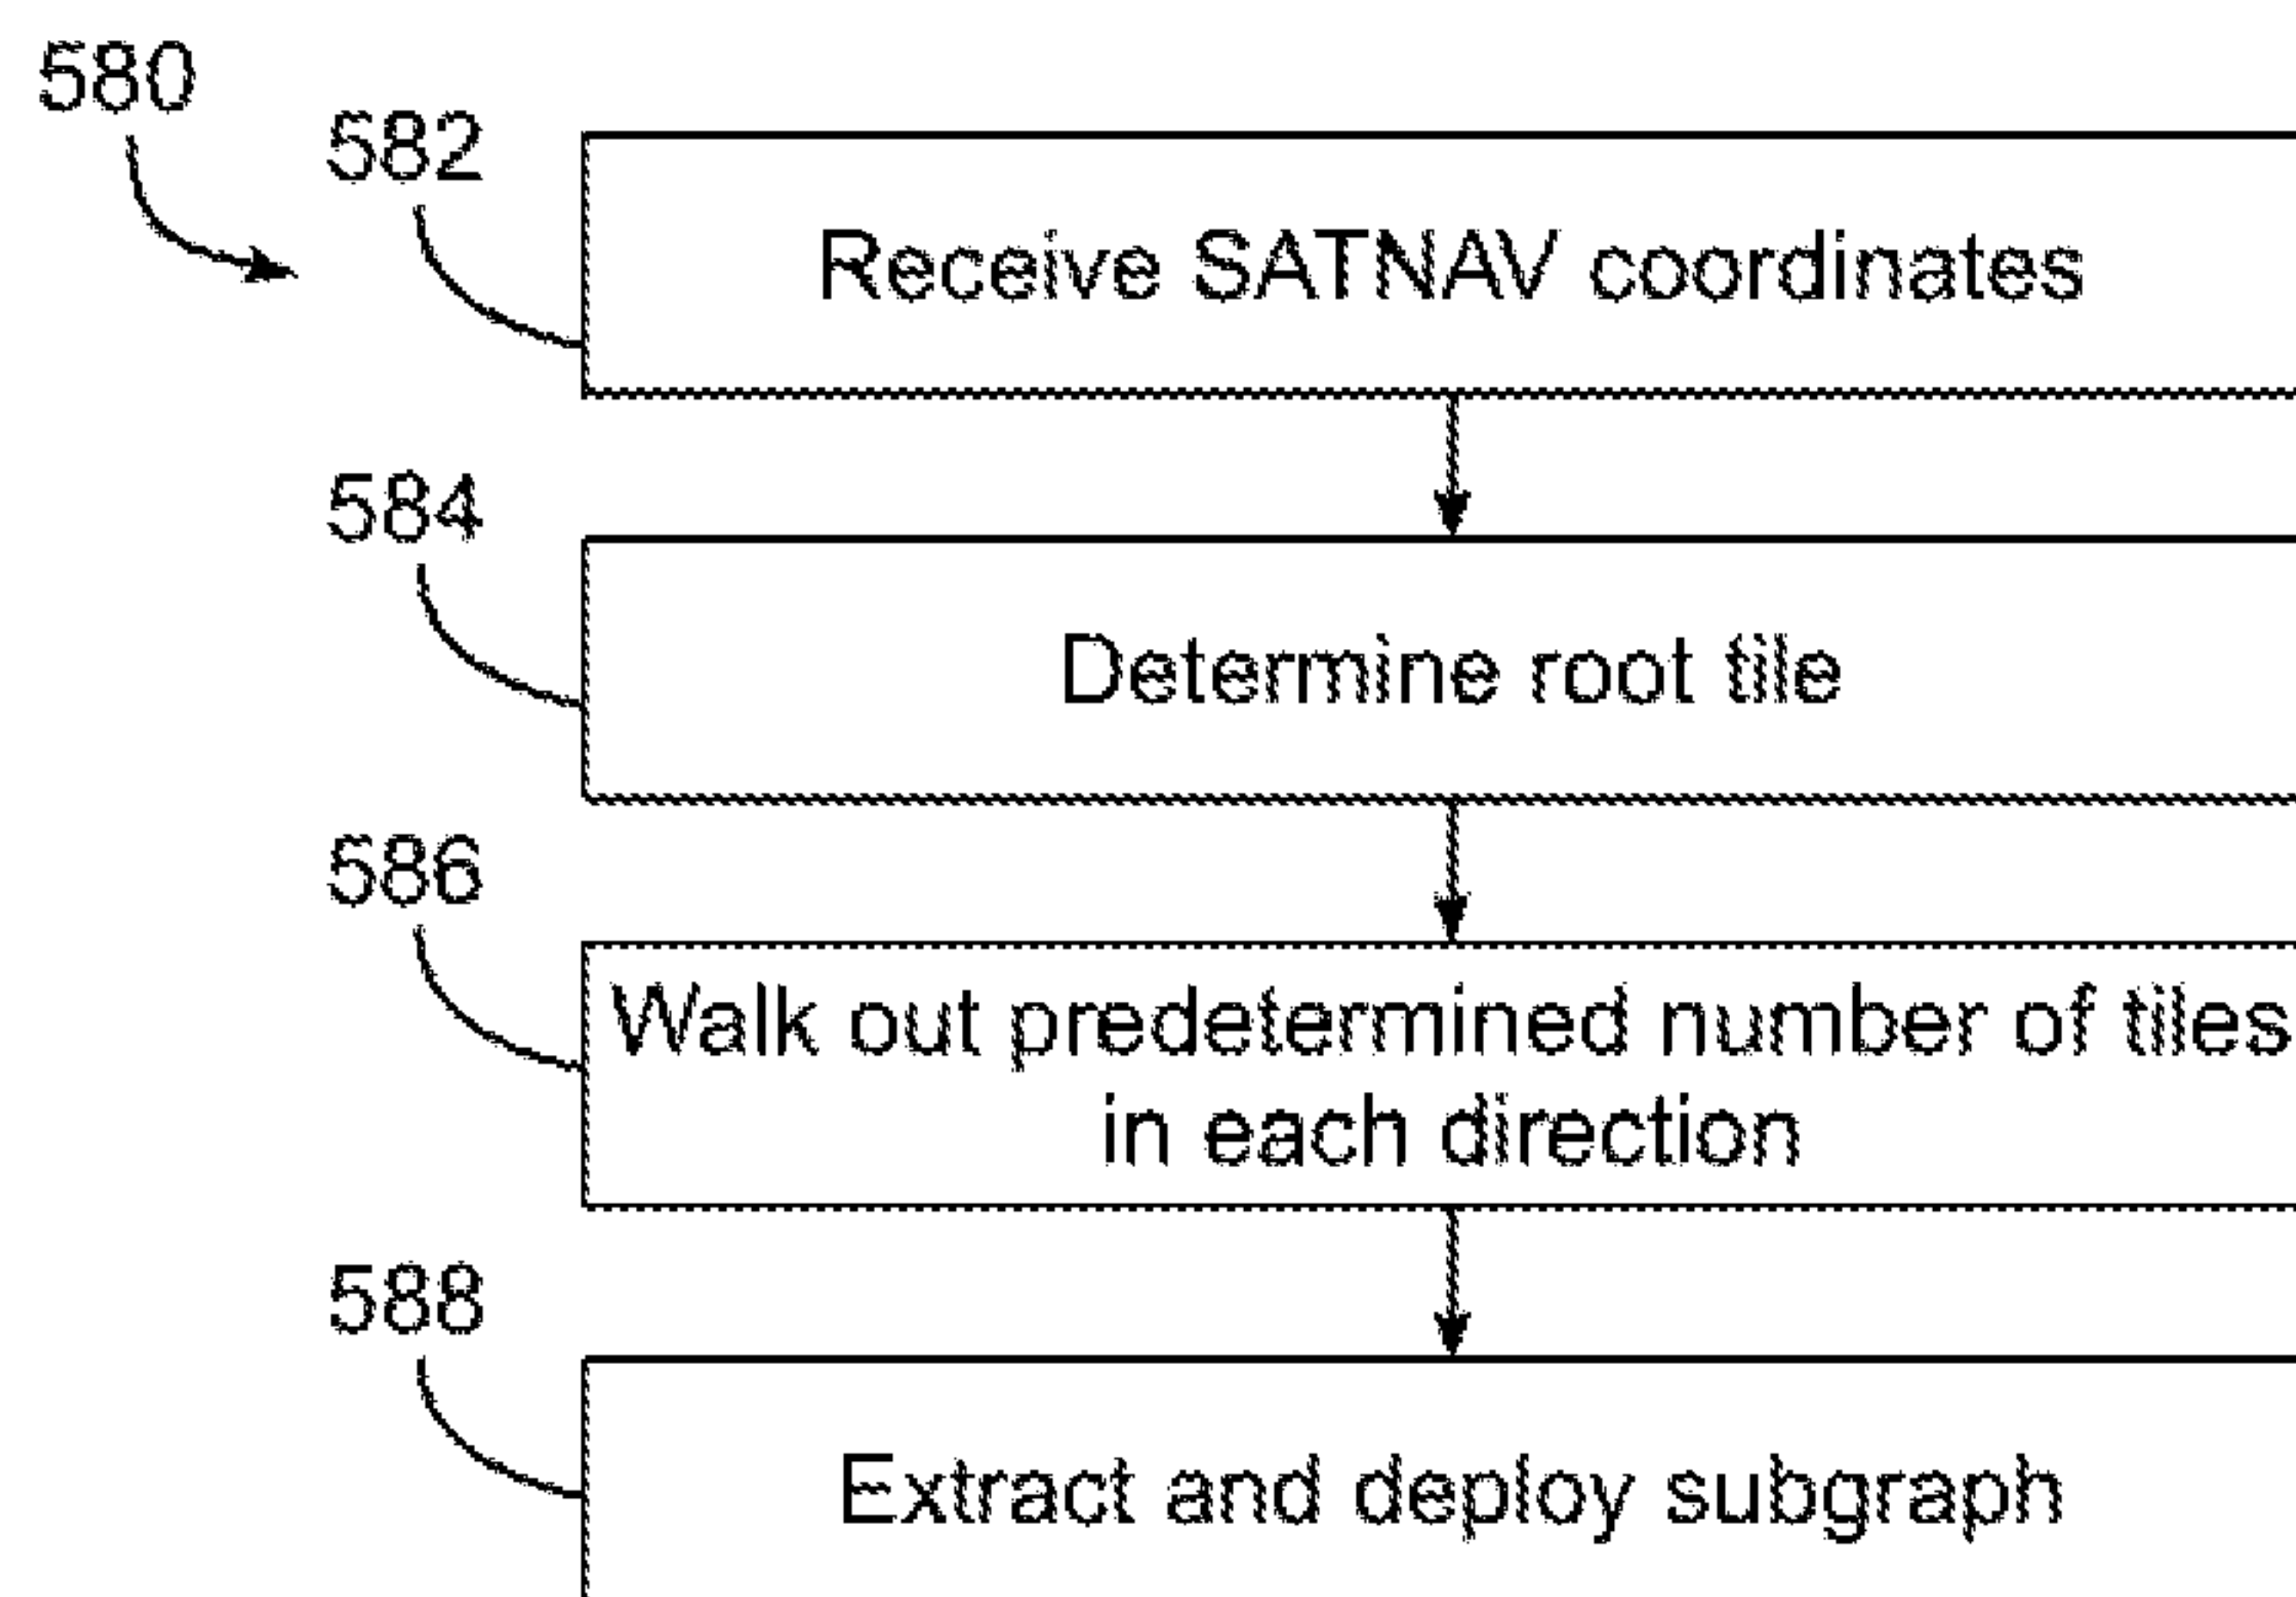 580
582
Receive SATNAV coordinates
584
Determine root tile
586
Walk out predetermined number of tiles
in each direction
588
Extract and deploy subgraph